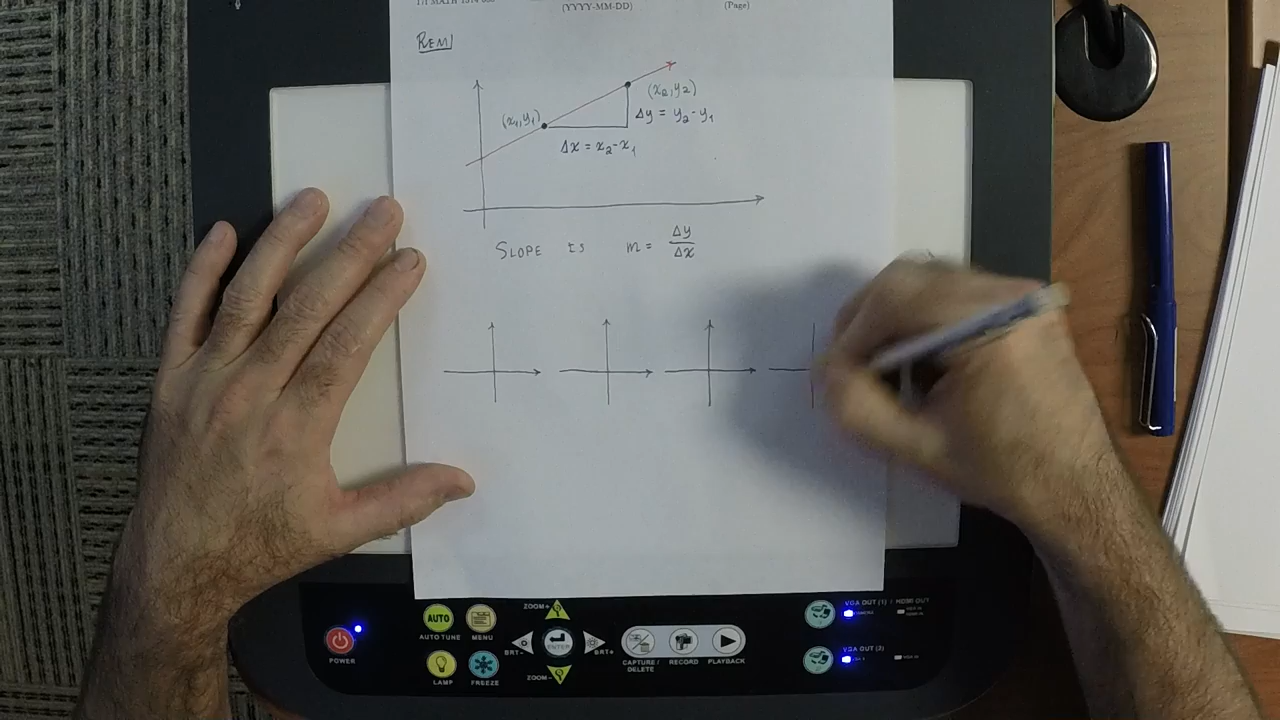 (YYYY-MM-DD)
(Page)
REM
(x₂, y₂)
(x₁, y₁)
Δy = y₂ - y₁
Δx = x₂ - x₁
SLOPE IS m = Δy/Δx
ZOOM+
AUTO
AUTO TUNE
MENU
BRT-
ENTER
BRT+
CAPTURE / DELETE
RECORD
PLAYBACK
POWER
LAMP
FREEZE
ZOOM-
VGA OUT (1) / HDMI OUT
VGA OUT (2)